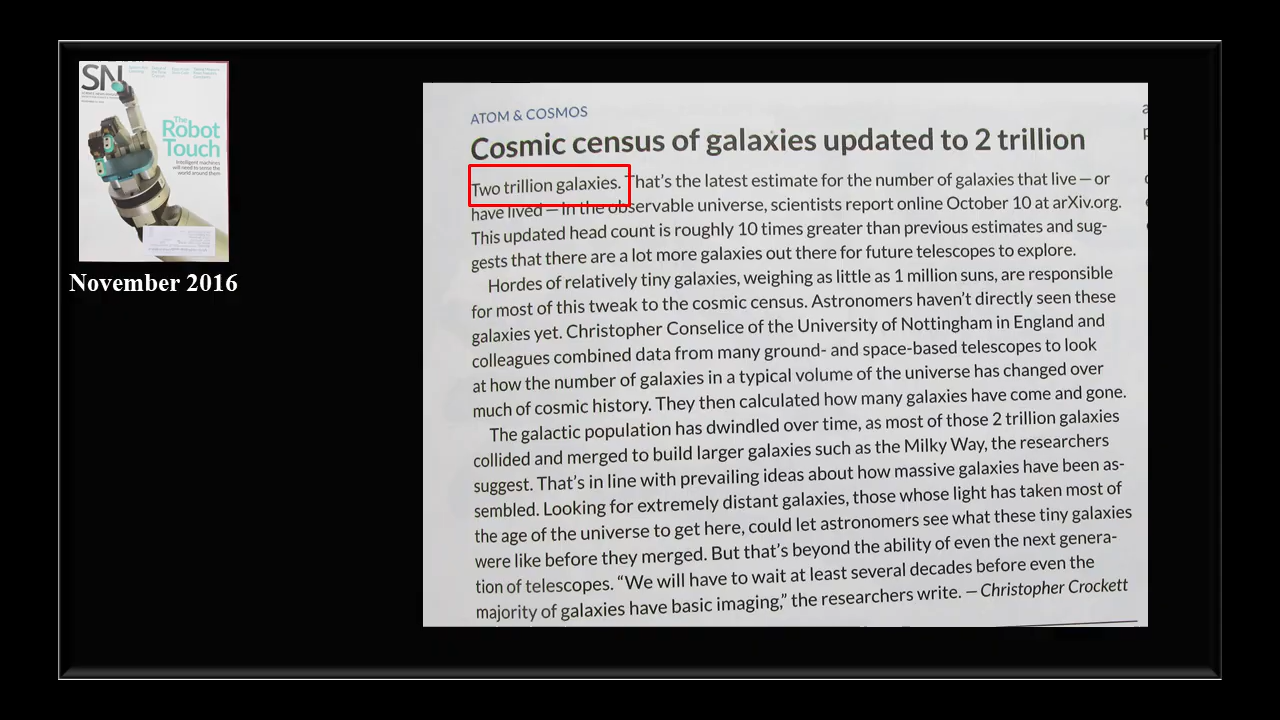 SN
The
Robot
Touch
Intelligent machines
will need to sense the
world around them
November 2016
ATOM & COSMOS
Cosmic census of galaxies updated to 2 trillion
Two trillion galaxies. That's the latest estimate for the number of galaxies that live — or
have lived — in the observable universe, scientists report online October 10 at arXiv.org.
This updated head count is roughly 10 times greater than previous estimates and sug-
gests that there are a lot more galaxies out there for future telescopes to explore.
Hordes of relatively tiny galaxies, weighing as little as 1 million suns, are responsible
for most of this tweak to the cosmic census. Astronomers haven't directly seen these
galaxies yet. Christopher Conselice of the University of Nottingham in England and
colleagues combined data from many ground- and space-based telescopes to look
at how the number of galaxies in a typical volume of the universe has changed over
much of cosmic history. They then calculated how many galaxies have come and gone.
The galactic population has dwindled over time, as most of those 2 trillion galaxies
collided and merged to build larger galaxies such as the Milky Way, the researchers
suggest. That's in line with prevailing ideas about how massive galaxies have been as-
sembled. Looking for extremely distant galaxies, those whose light has taken most of
the age of the universe to get here, could let astronomers see what these tiny galaxies
were like before they merged. But that's beyond the ability of even the next genera-
tion of telescopes. “We will have to wait at least several decades before even the
majority of galaxies have basic imaging,” the researchers write. — Christopher Crockett